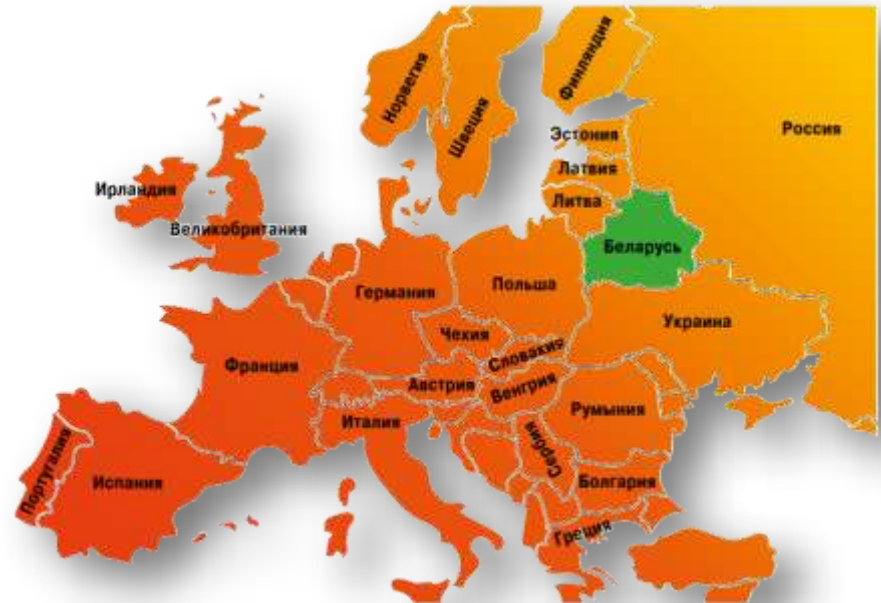 Норвегия
Швеция
Финляндия
Россия
Эстония
Латвия
Литва
Ирландия
Великобритания
Беларусь
Германия
Польша
Украина
Чехия
Словакия
Франция
Австрия
Венгрия
Италия
Румыния
Сербия
Португалия
Испания
Болгария
Греция